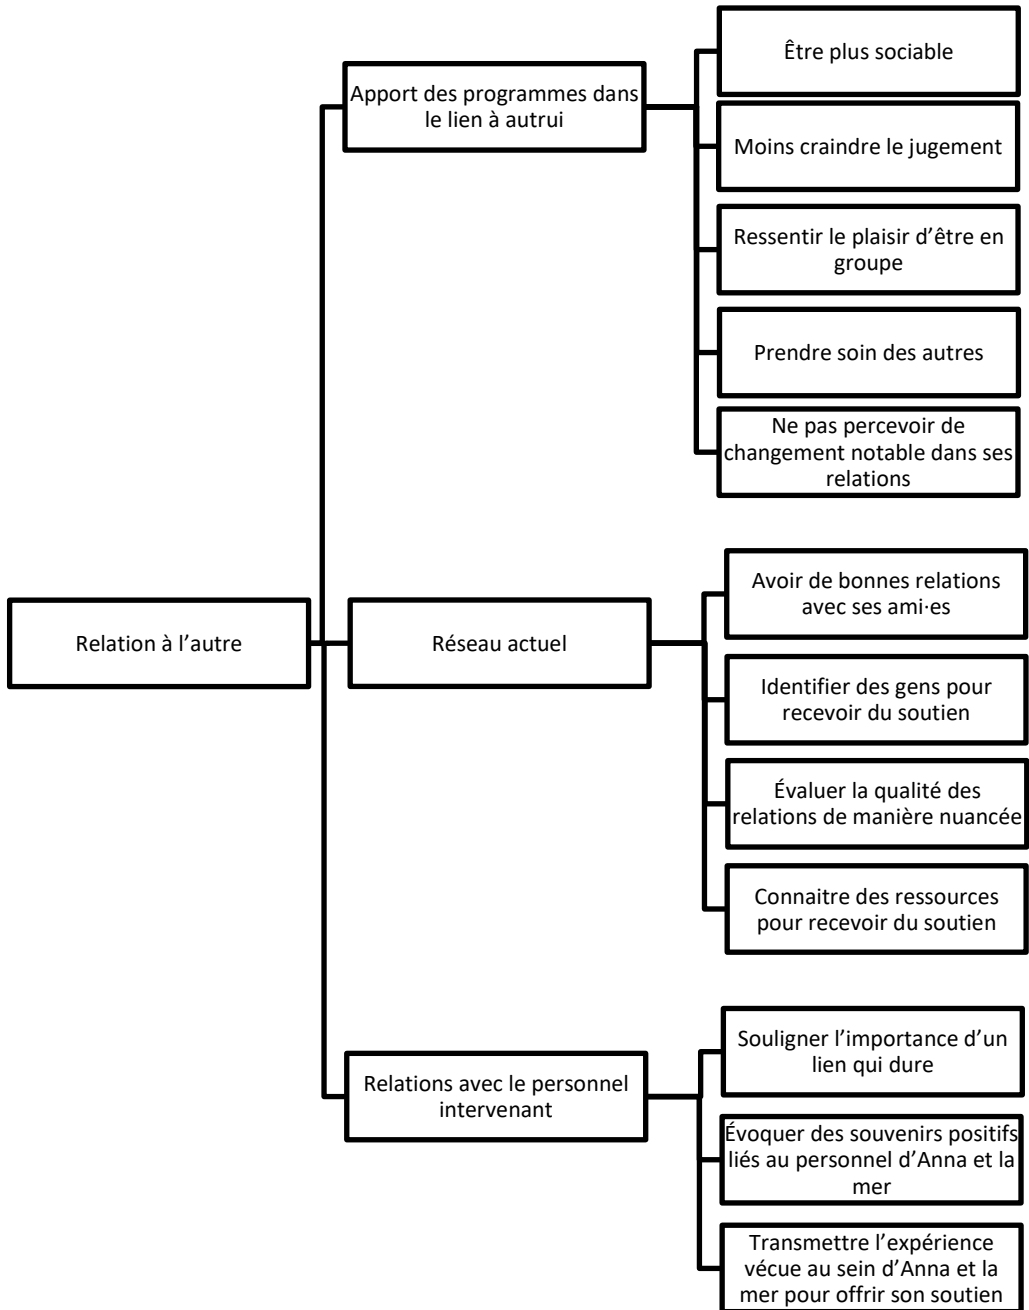 Être plus sociable
Apport des programmes dans
le lien à autrui
Moins craindre le jugement
Ressentir le plaisir d'être en
groupe
Prendre soin des autres
Ne pas percevoir de
changement notable dans ses
relations
Relation à l'autre
Réseau actuel
Avoir de bonnes relations
avec ses ami·es
Identifier des gens pour
recevoir du soutien
Évaluer la qualité des
relations de manière nuancée
Connaitre des ressources
pour recevoir du soutien
Relations avec le personnel
intervenant
Souligner l'importance d'un
lien qui dure
Évoquer des souvenirs positifs
liés au personnel d'Anna et la
mer
Transmettre l'expérience
vécue au sein d'Anna et la
mer pour offrir son soutien